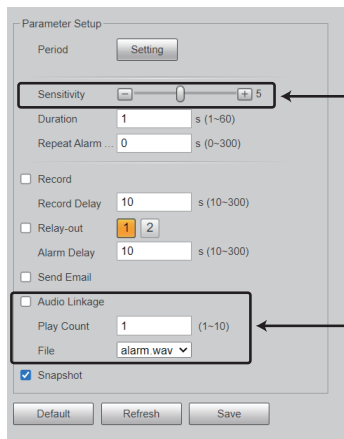 Parameter Setup
Period Setting
Sensitivity 5
Duration 1 s (1~60)
Repeat Alarm ... 0 s (0~300)
Record
Record Delay 10 s (10~300)
Relay-out 1 2
Alarm Delay 10 s (10~300)
Send Email
Audio Linkage
Play Count 1 (1~10)
File alarm.wav
Snapshot
Default Refresh Save